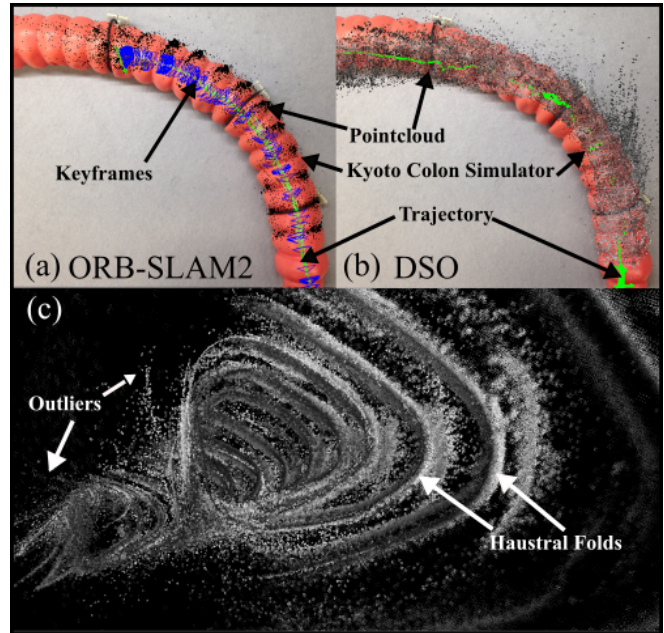 Pointcloud
Keyframes
Kyoto Colon Simulator
Trajectory
(a) ORB-SLAM2
(b) DSO
(c)
Outliers
Haustral Folds